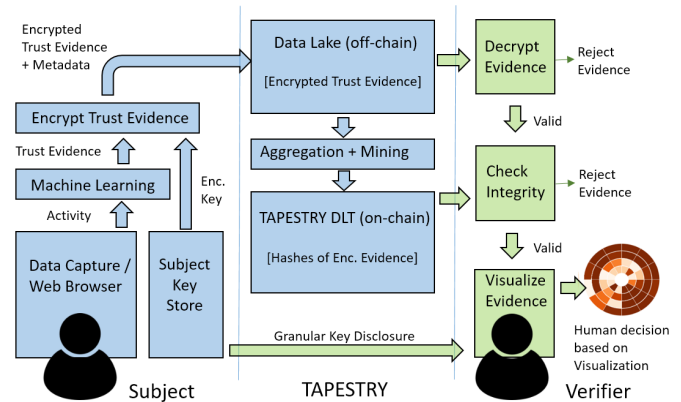 Encrypted
Trust Evidence
+ Metadata
Encrypt Trust Evidence
Trust Evidence
Machine Learning
Activity
Enc.
Key
Data Capture /
Web Browser
Subject
Key
Store
Subject
Data Lake (off-chain)
[Encrypted Trust Evidence]
Aggregation + Mining
TAPESTRY DLT (on-chain)
[Hashes of Enc. Evidence]
Granular Key Disclosure
TAPESTRY
Decrypt
Evidence
Reject
Evidence
Valid
Check
Integrity
Reject
Evidence
Valid
Visualize
Evidence
Human decision
based on
Visualization
Verifier